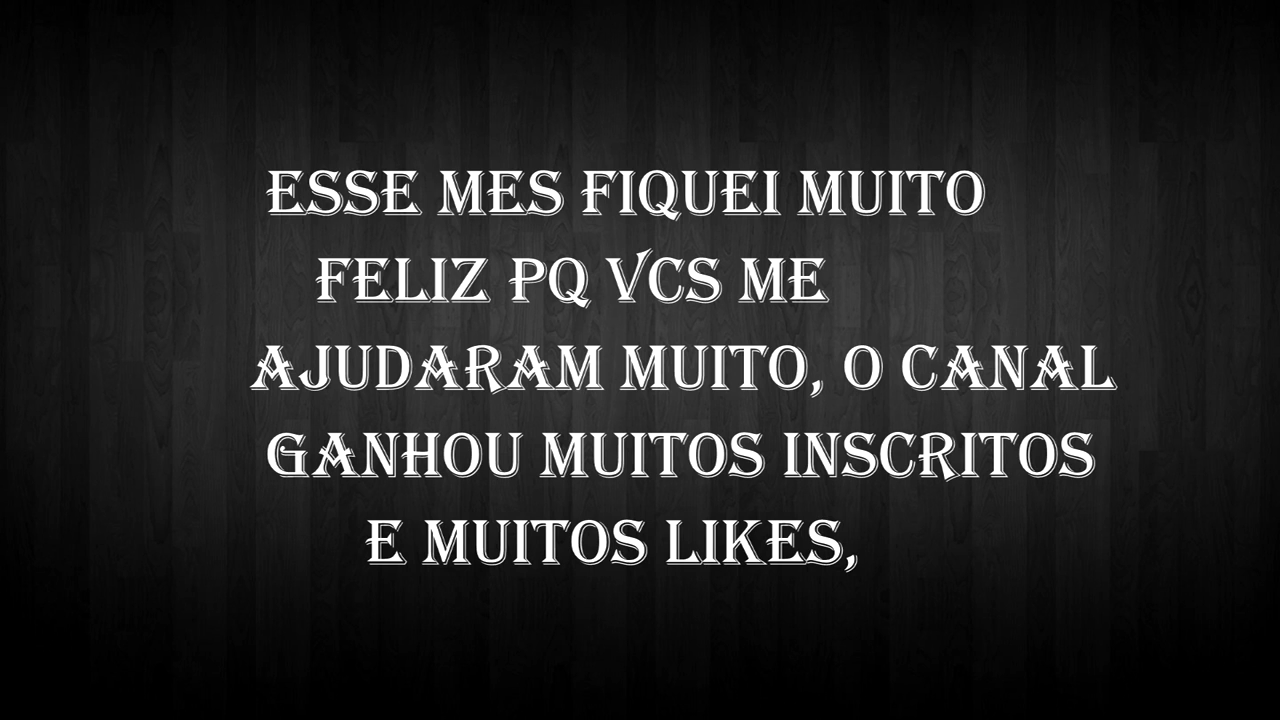 ESSE MES FIQUEI MUITO
FELIZ PQ VCS ME
AJUDARAM MUITO, O CANAL
GANHOU MUITOS INSCRITOS
E MUITOS LIKES,